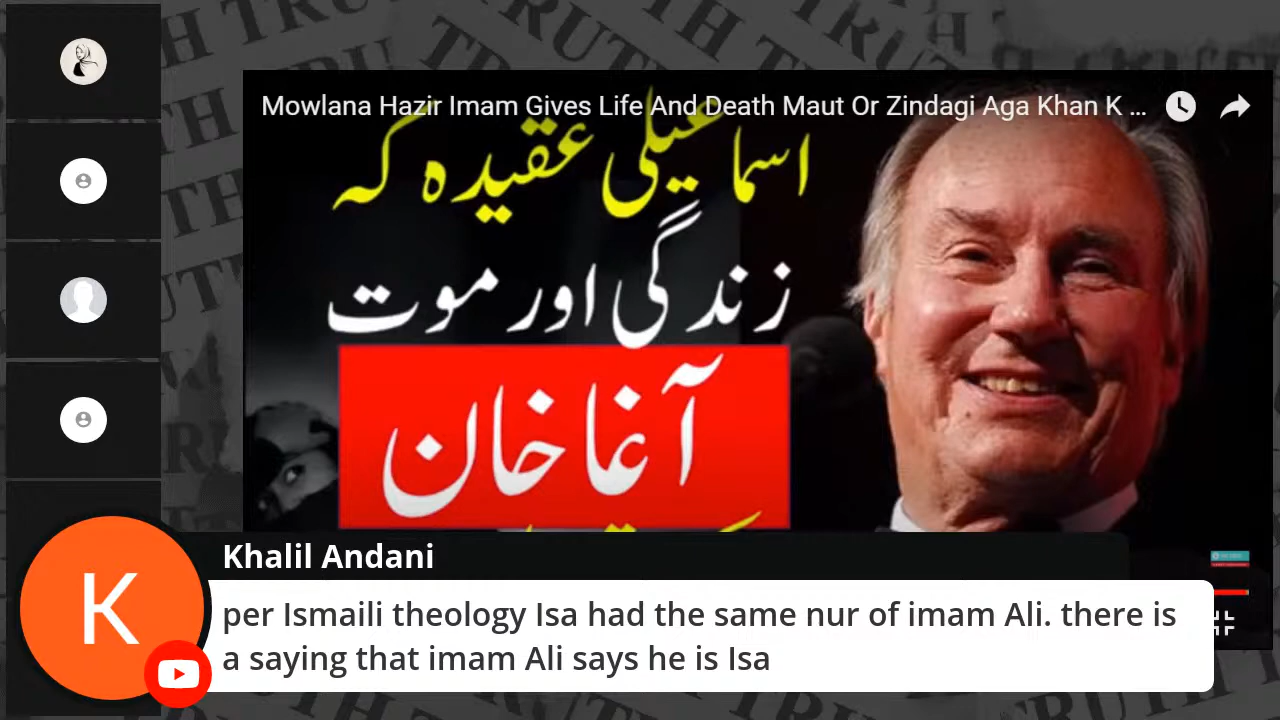 Mowlana Hazir Imam Gives Life And Death Maut Or Zindagi Aga Khan K ...
اسماعیلی عقیدہ کہ
زندگی اور موت
آغا خان
K
Khalil Andani
per Ismaili theology Isa had the same nur of imam Ali. there is
a saying that imam Ali says he is Isa
TRUTH